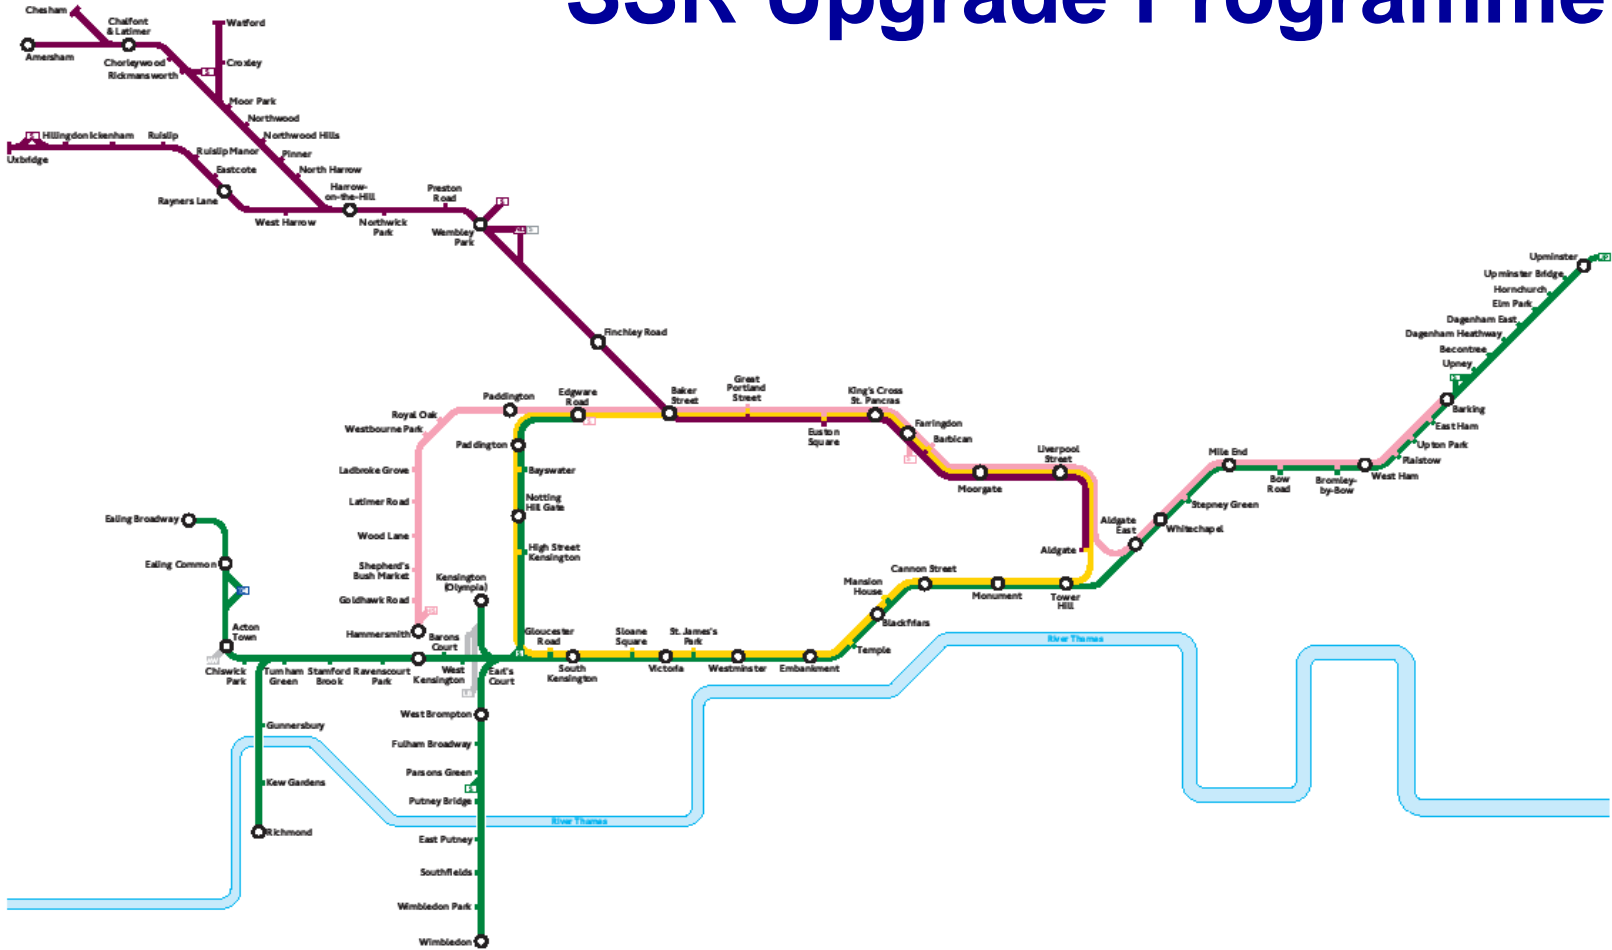 SSR Upgrade Programme
Chesham
Chalfont
& Latimer
Watford
Amersham
Chorleywood
Rickmansworth
Croxley
Moor Park
Northwood
Northwood Hills
Pinner
North Harrow
Hillingdon
Ickenham
Ruislip
Uxbridge
Ruislip Manor
Eastcote
Rayners Lane
West Harrow
Harrow-
on-the-Hill
Northwick
Park
Preston
Road
Wembley
Park
Finchley Road
Upminster
Upminster Bridge
Hornchurch
Elm Park
Dagenham East
Dagenham Heathway
Becontree
Upney
Barking
East Ham
Upton Park
Plaistow
West Ham
Bromley-
by-Bow
Bow
Road
Mile End
Stepney Green
Whitechapel
Aldgate
East
Aldgate
Paddington
Edgware
Road
Baker
Street
Great
Portland
Street
Euston
Square
King's Cross
St. Pancras
Farringdon
Barbican
Moorgate
Liverpool
Street
Royal Oak
Westbourne Park
Ladbroke Grove
Latimer Road
Wood Lane
Shepherd's
Bush Market
Goldhawk Road
Hammersmith
Paddington
Bayswater
Notting
Hill Gate
High Street
Kensington
Kensington
(Olympia)
Ealing Broadway
Ealing Common
Acton
Town
Chiswick
Park
Turnham
Green
Stamford
Brook
Ravenscourt
Park
Barons
Court
West
Kensington
Earl's
Court
Gloucester
Road
South
Kensington
Sloane
Square
Victoria
St. James's
Park
Westminster
Embankment
Temple
Blackfriars
Mansion
House
Cannon Street
Monument
Tower
Hill
River Thames
Gunnersbury
Kew Gardens
Richmond
West Brompton
Fulham Broadway
Parsons Green
Putney Bridge
East Putney
Southfields
Wimbledon Park
Wimbledon
River Thames